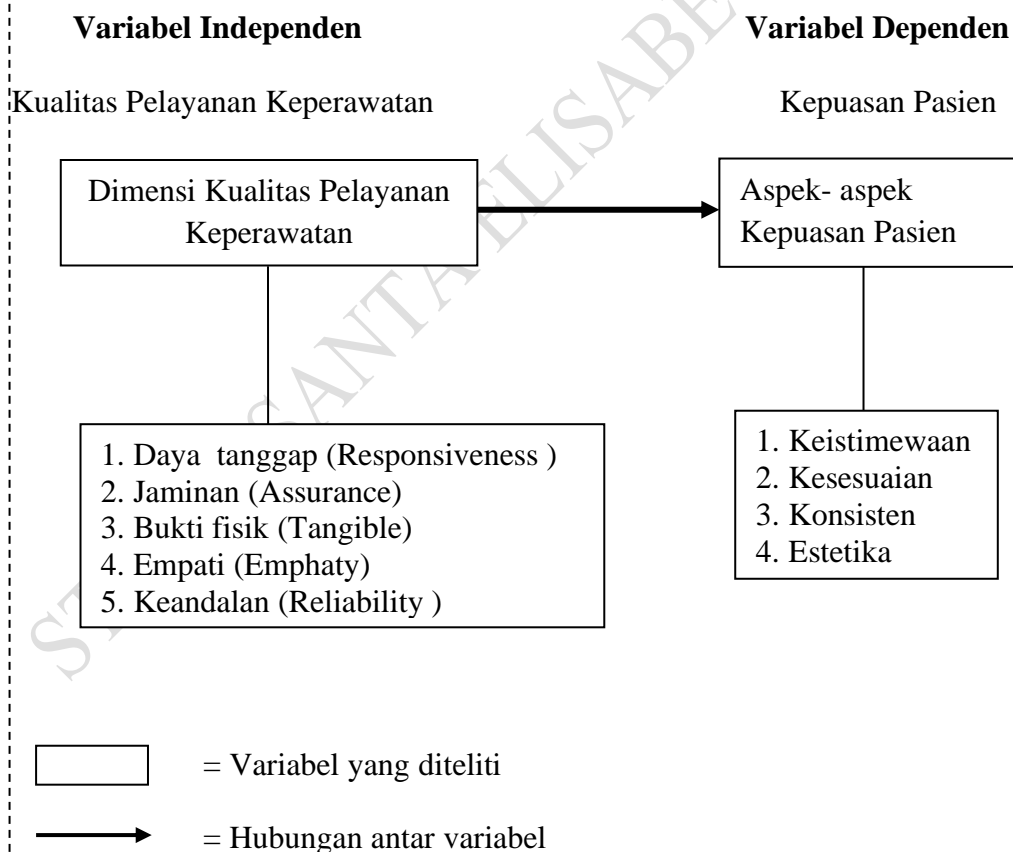 Variabel Independen
Variabel Dependen
Kualitas Pelayanan Keperawatan
Kepuasan Pasien
Dimensi Kualitas Pelayanan
Keperawatan
Aspek- aspek
Kepuasan Pasien
1. Daya tanggap (Responsiveness )
2. Jaminan (Assurance)
3. Bukti fisik (Tangible)
4. Empati (Emphaty)
5. Keandalan (Reliability )
1. Keistimewaan
2. Kesesuaian
3. Konsisten
4. Estetika
= Variabel yang diteliti
= Hubungan antar variabel
SANTA ELISABE